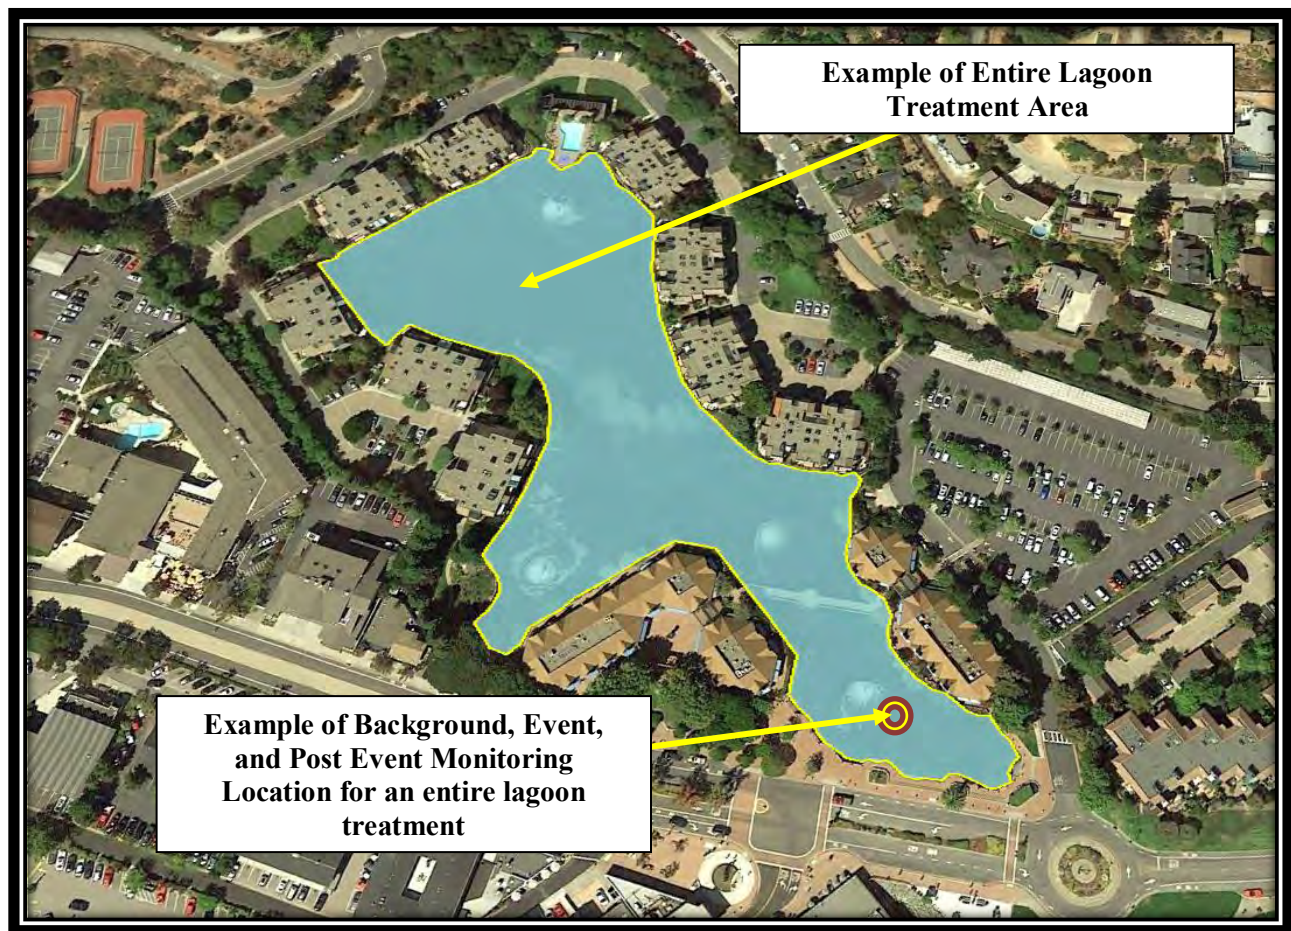 Example of Entire Lagoon
Treatment Area
Example of Background, Event,
and Post Event Monitoring
Location for an entire lagoon
treatment